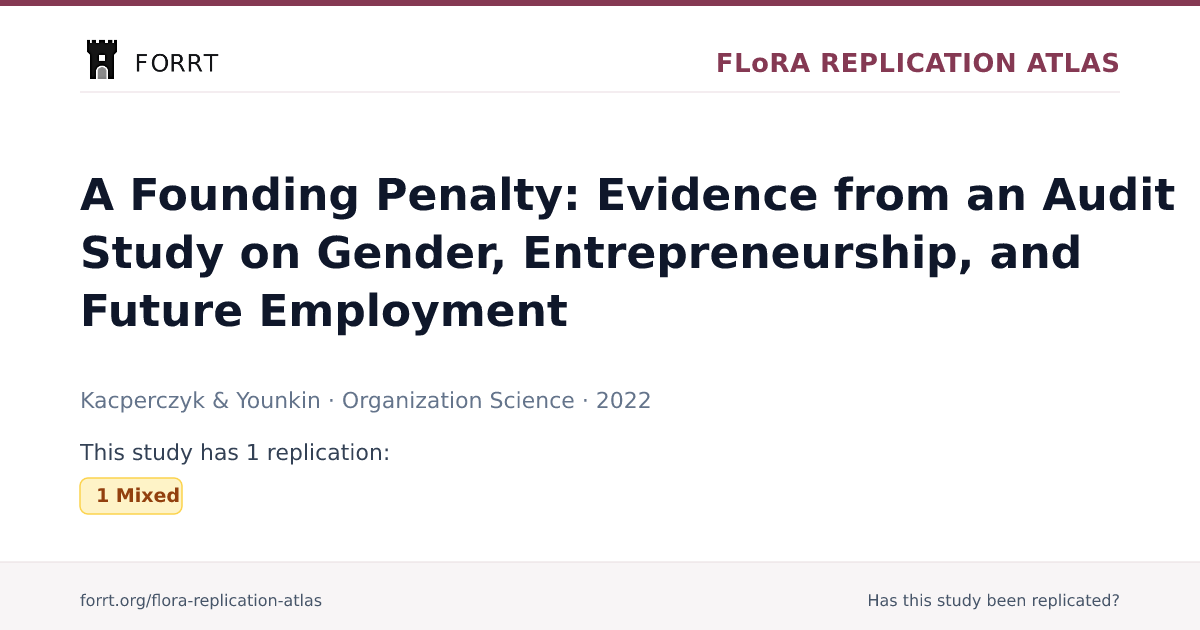 FORRT
FLoRA REPLICATION ATLAS
A Founding Penalty: Evidence from an Audit
Study on Gender, Entrepreneurship, and
Future Employment
Kacperczyk & Younkin · Organization Science · 2022
This study has 1 replication:
1 Mixed
forrt.org/flora-replication-atlas
Has this study been replicated?